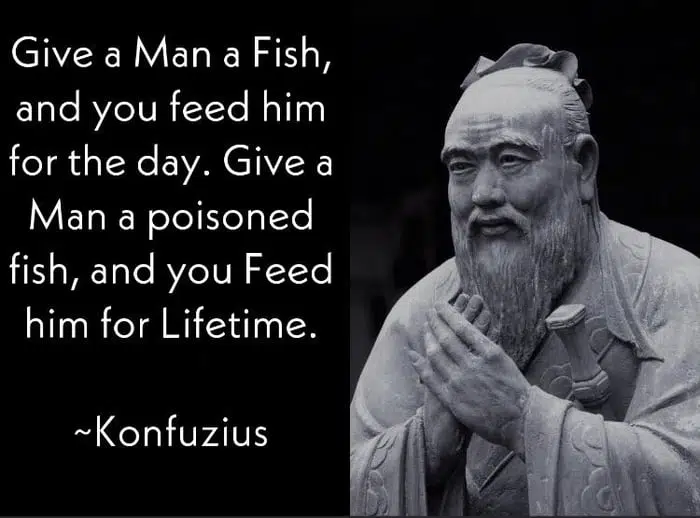 Give a Man a Fish,
and you feed him
for the day. Give a
Man a poisoned
fish, and you Feed
him for Lifetime.
~Konfuzius